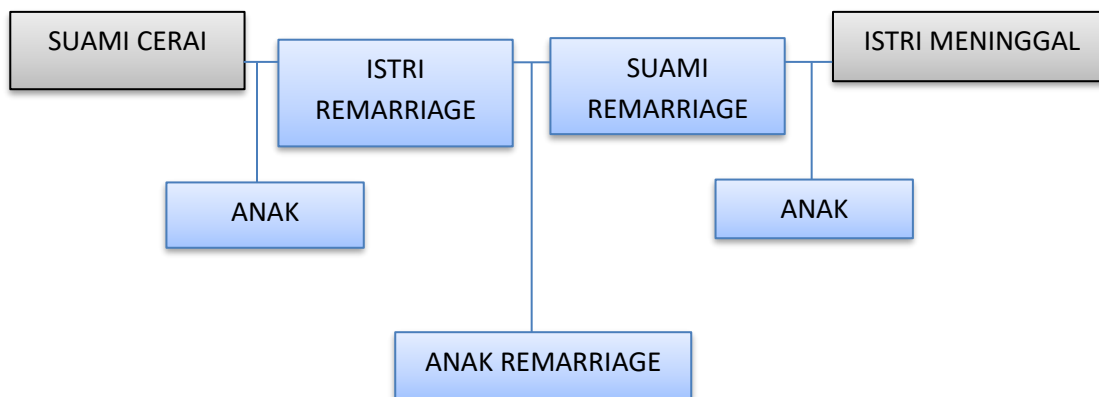 SUAMI CERAI
ISTRI
REMARRIAGE
SUAMI
REMARRIAGE
ISTRI MENINGGAL
ANAK
ANAK
ANAK REMARRIAGE